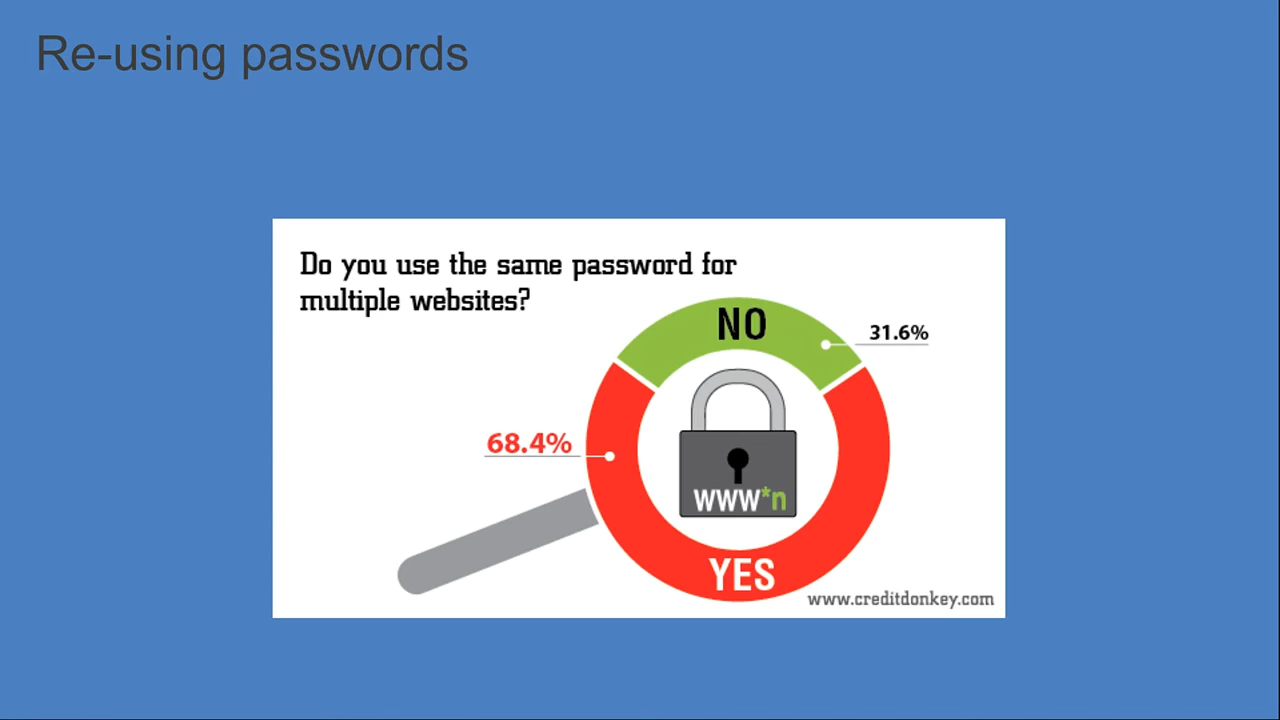 Re-using passwords
Do you use the same password for
multiple websites?
NO
31.6%
68.4%
WWW*n
YES
www.creditdonkey.com